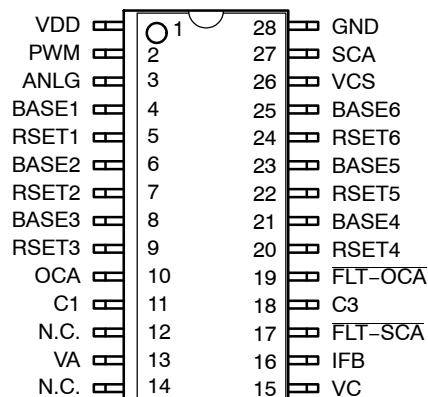 VDD 1 28 GND
PWM 2 27 SCA
ANLG 3 26 VCS
BASE1 4 25 BASE6
RSET1 5 24 RSET6
BASE2 6 23 BASE5
RSET2 7 22 RSET5
BASE3 8 21 BASE4
RSET3 9 20 RSET4
OCA 10 19 FLT−OCA
C1 11 18 C3
N.C. 12 17 FLT−SCA
VA 13 16 IFB
N.C. 14 15 VC